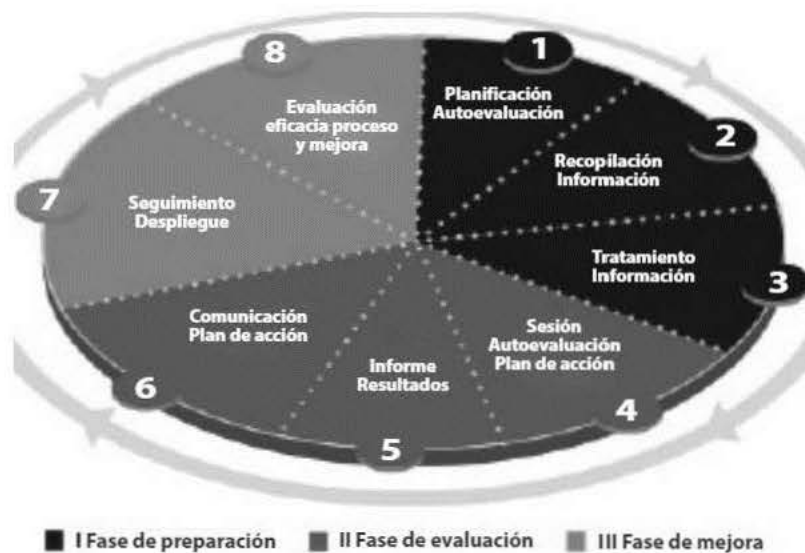 1
Planificación
Autoevaluación
2
Recopilación
Información
3
Tratamiento
Información
4
Sesión
Autoevaluación
Plan de acción
5
Informe
Resultados
6
Comunicación
Plan de acción
7
Seguimiento
Despliegue
8
Evaluación
eficacia proceso
y mejora
I Fase de preparación
II Fase de evaluación
III Fase de mejora